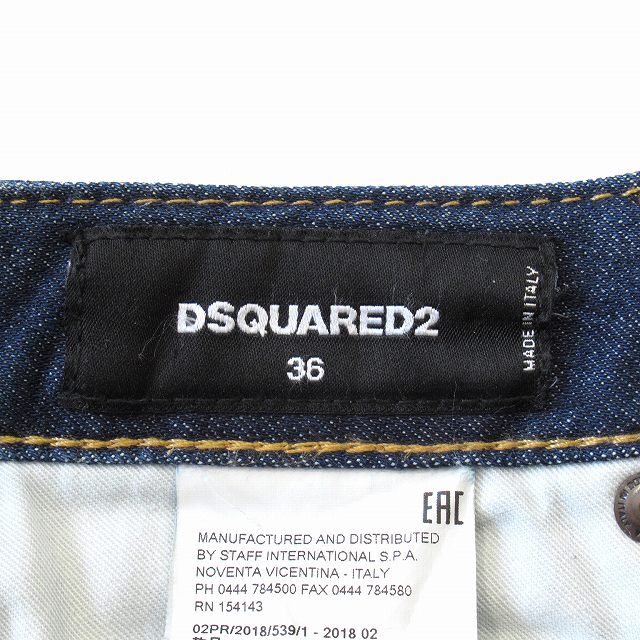 DSQUARED2
36
MADE IN ITALY
EAC
MANUFACTURED AND DISTRIBUTED
BY STAFF INTERNATIONAL S.P.A.
NOVENTA VICENTINA - ITALY
PH 0444 784500 FAX 0444 784580
RN 154143
02PR/2018/539/1 - 2018 02